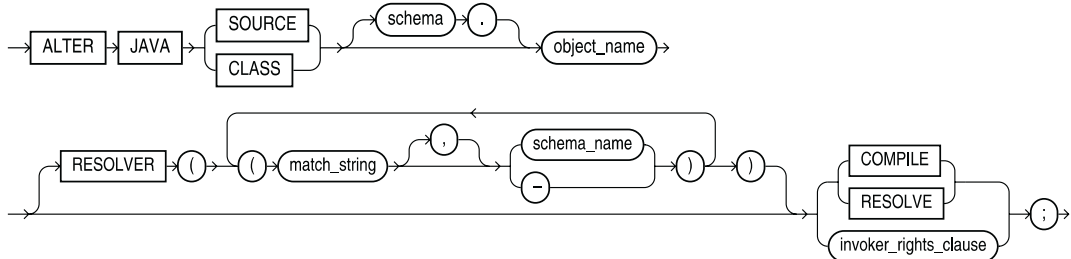 SOURCE
schema .
ALTER JAVA object_name
CLASS
, schema_name
RESOLVER ( ( match_string ) )
-
COMPILE
RESOLVE
invoker_rights_clause ;